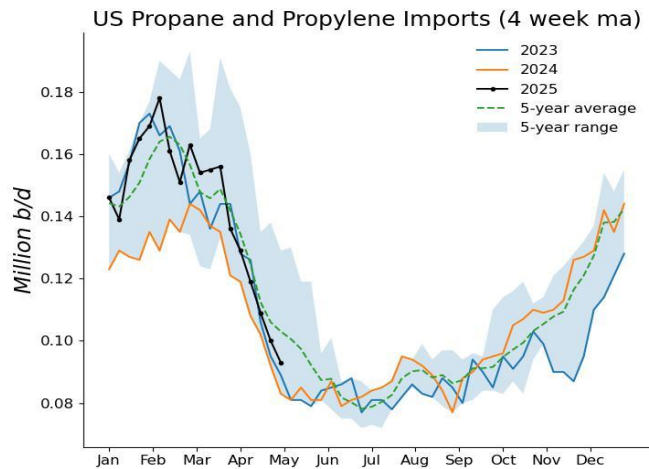 US Propane and Propylene Imports (4 week ma)
2023
2024
2025
5-year average
5-year range
0.18
0.16
0.14
0.12
0.10
0.08
Million b/d
Jan Feb Mar Apr May Jun Jul Aug Sep Oct Nov Dec